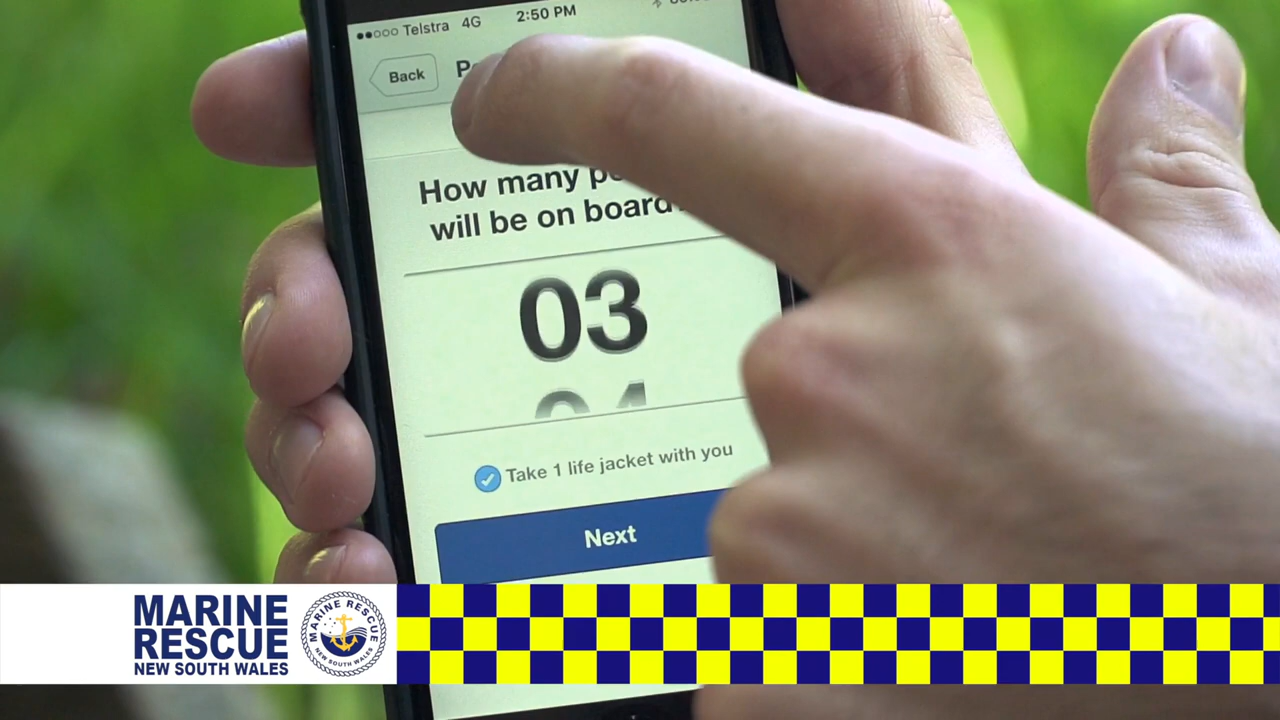 Telstra 4G 2:50 PM
Back
How many
will be on board
03
04
Take 1 life jacket with you
Next
MARINE
RESCUE
NEW SOUTH WALES
MARINE RESCUE
NEW SOUTH WALES